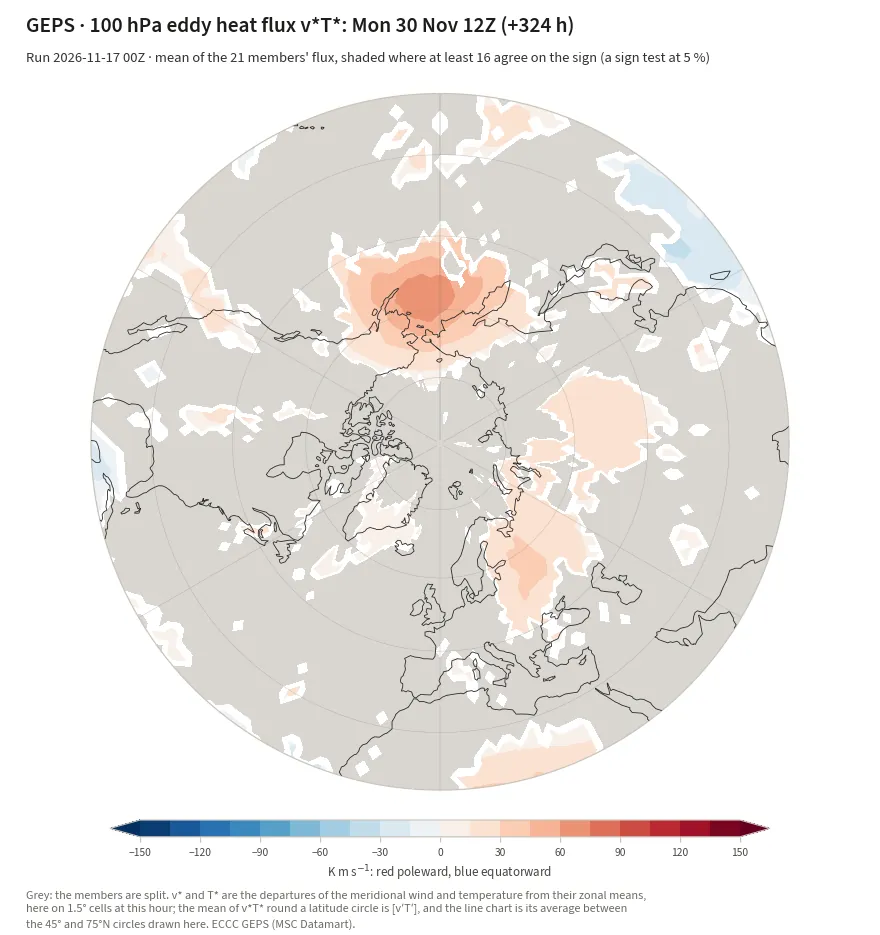 GEPS · 100 hPa eddy heat flux v*T*: Mon 30 Nov 12Z (+324 h)
Run 2026-11-17 00Z · mean of the 21 members' flux, shaded where at least 16 agree on the sign (a sign test at 5 %)
−150 −120 −90 −60 −30 0 30 60 90 120 150
K m s⁻¹: red poleward, blue equatorward
Grey: the members are split. v* and T* are the departures of the meridional wind and temperature from their zonal means,
here on 1.5° cells at this hour; the mean of v*T* round a latitude circle is [v'T'], and the line chart is its average between
the 45° and 75°N circles drawn here. ECCC GEPS (MSC Datamart).